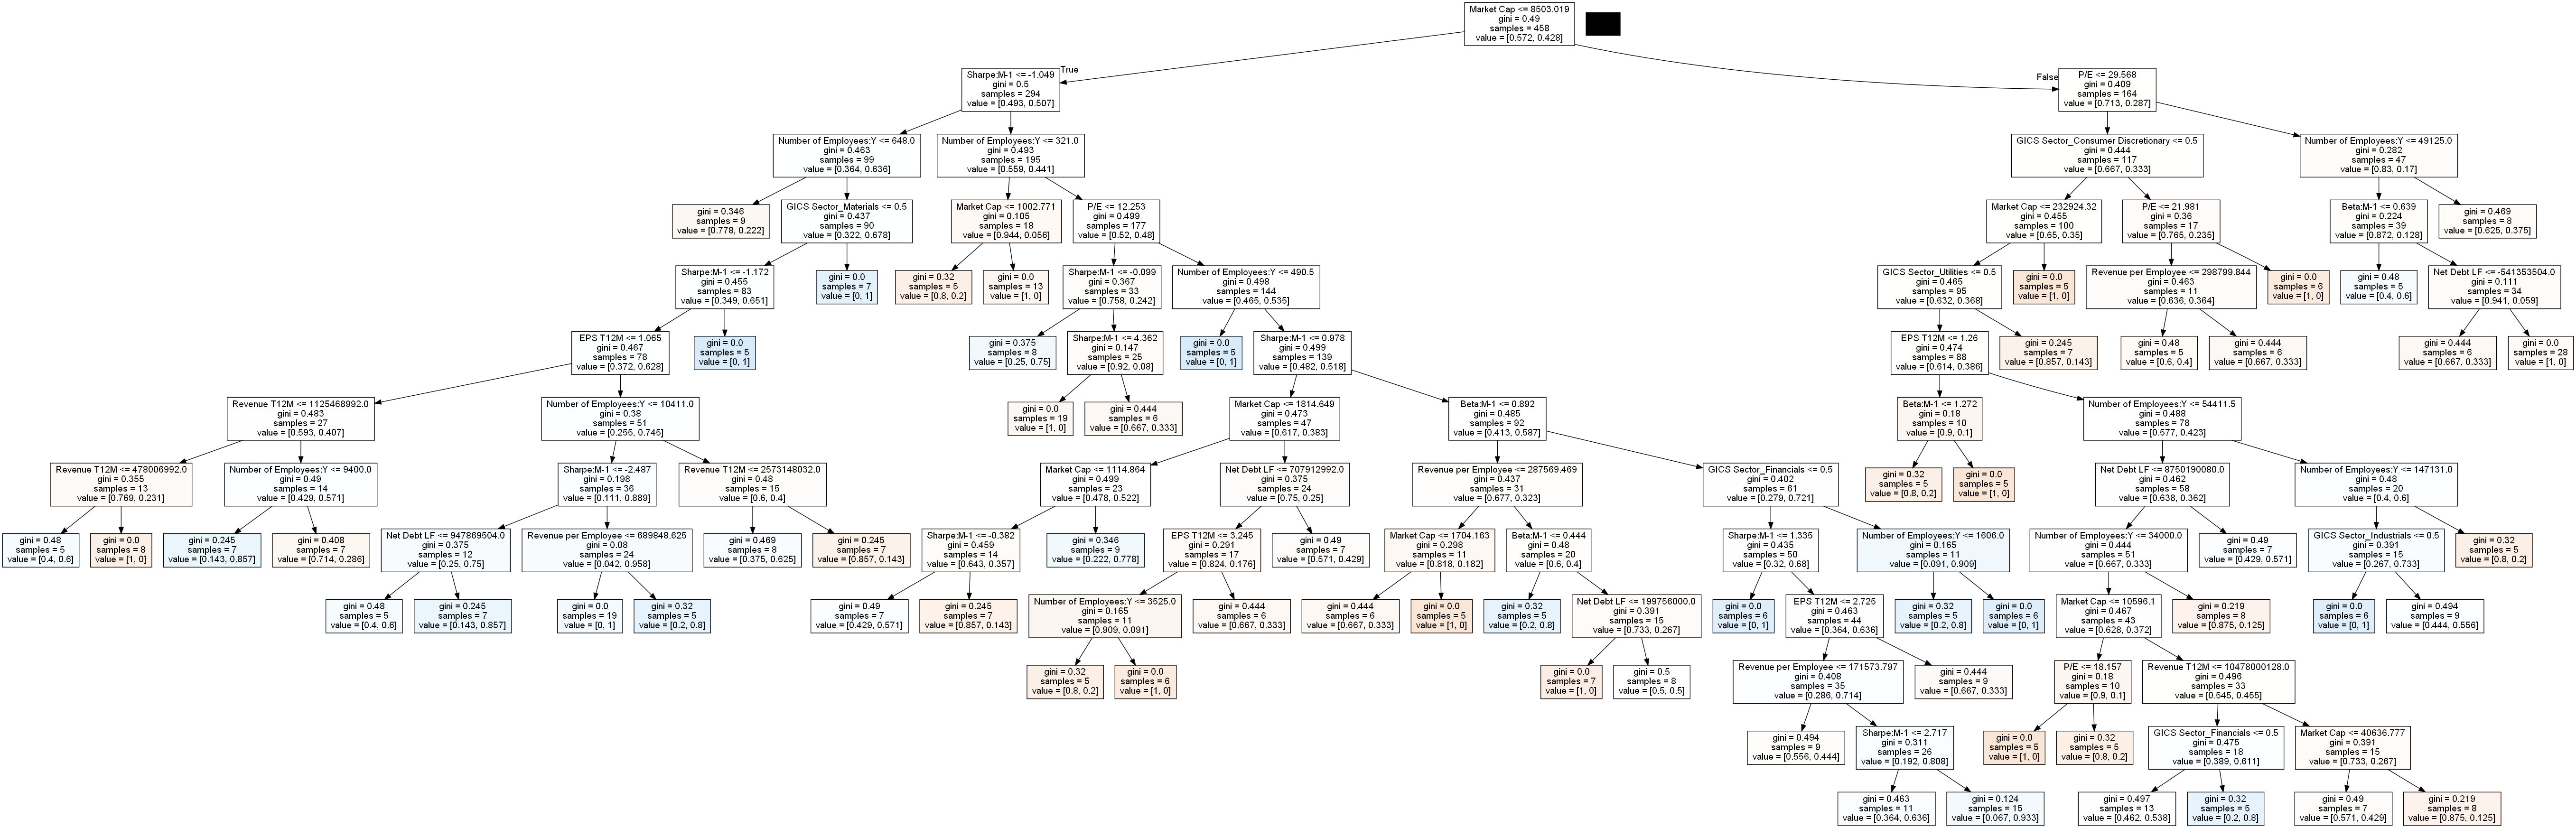 Market Cap <= 8503.019
gini = 0.49
samples = 458
value = [0.572, 0.428]
True
False
Sharpe:M-1 <= -1.049
gini = 0.5
samples = 294
value = [0.493, 0.507]
P/E <= 29.568
gini = 0.409
samples = 164
value = [0.713, 0.287]
Number of Employees:Y <= 648.0
gini = 0.463
samples = 99
value = [0.364, 0.636]
Number of Employees:Y <= 321.0
gini = 0.493
samples = 195
value = [0.559, 0.441]
GICS Sector_Consumer Discretionary <= 0.5
gini = 0.444
samples = 117
value = [0.667, 0.333]
Number of Employees:Y <= 49125.0
gini = 0.282
samples = 47
value = [0.83, 0.17]
gini = 0.346
samples = 9
value = [0.778, 0.222]
GICS Sector_Materials <= 0.5
gini = 0.437
samples = 90
value = [0.322, 0.678]
Market Cap <= 1002.771
gini = 0.105
samples = 18
value = [0.944, 0.056]
P/E <= 12.253
gini = 0.499
samples = 177
value = [0.52, 0.48]
Market Cap <= 232924.32
gini = 0.455
samples = 100
value = [0.65, 0.35]
P/E <= 21.981
gini = 0.36
samples = 17
value = [0.765, 0.235]
Beta:M-1 <= 0.639
gini = 0.224
samples = 39
value = [0.872, 0.128]
gini = 0.469
samples = 8
value = [0.625, 0.375]
Sharpe:M-1 <= -1.172
gini = 0.455
samples = 83
value = [0.349, 0.651]
gini = 0.0
samples = 7
value = [0, 1]
gini = 0.32
samples = 5
value = [0.8, 0.2]
gini = 0.0
samples = 13
value = [1, 0]
Sharpe:M-1 <= -0.099
gini = 0.367
samples = 33
value = [0.758, 0.242]
Number of Employees:Y <= 490.5
gini = 0.498
samples = 144
value = [0.465, 0.535]
GICS Sector_Utilities <= 0.5
gini = 0.465
samples = 95
value = [0.632, 0.368]
gini = 0.0
samples = 5
value = [1, 0]
Revenue per Employee <= 298799.844
gini = 0.463
samples = 11
value = [0.636, 0.364]
gini = 0.0
samples = 6
value = [1, 0]
gini = 0.48
samples = 5
value = [0.4, 0.6]
Net Debt LF <= -541353504.0
gini = 0.111
samples = 34
value = [0.941, 0.059]
EPS T12M <= 1.065
gini = 0.467
samples = 78
value = [0.372, 0.628]
gini = 0.0
samples = 5
value = [0, 1]
gini = 0.375
samples = 8
value = [0.25, 0.75]
Sharpe:M-1 <= 4.362
gini = 0.147
samples = 25
value = [0.92, 0.08]
gini = 0.0
samples = 5
value = [0, 1]
Sharpe:M-1 <= 0.978
gini = 0.499
samples = 139
value = [0.482, 0.518]
EPS T12M <= 1.26
gini = 0.474
samples = 88
value = [0.614, 0.386]
gini = 0.245
samples = 7
value = [0.857, 0.143]
gini = 0.48
samples = 5
value = [0.6, 0.4]
gini = 0.444
samples = 6
value = [0.667, 0.333]
gini = 0.444
samples = 6
value = [0.667, 0.333]
gini = 0.0
samples = 28
value = [1, 0]
Revenue T12M <= 1125468992.0
gini = 0.483
samples = 27
value = [0.593, 0.407]
Number of Employees:Y <= 10411.0
gini = 0.38
samples = 51
value = [0.255, 0.745]
gini = 0.0
samples = 19
value = [1, 0]
gini = 0.444
samples = 6
value = [0.667, 0.333]
Market Cap <= 1814.649
gini = 0.473
samples = 47
value = [0.617, 0.383]
Beta:M-1 <= 0.892
gini = 0.485
samples = 92
value = [0.413, 0.587]
Beta:M-1 <= 1.272
gini = 0.18
samples = 10
value = [0.9, 0.1]
Number of Employees:Y <= 54411.5
gini = 0.488
samples = 78
value = [0.577, 0.423]
Revenue T12M <= 478006992.0
gini = 0.355
samples = 13
value = [0.769, 0.231]
Number of Employees:Y <= 9400.0
gini = 0.49
samples = 14
value = [0.429, 0.571]
Sharpe:M-1 <= -2.487
gini = 0.198
samples = 36
value = [0.111, 0.889]
Revenue T12M <= 2573148032.0
gini = 0.48
samples = 15
value = [0.6, 0.4]
Market Cap <= 1114.864
gini = 0.499
samples = 23
value = [0.478, 0.522]
Net Debt LF <= 707912992.0
gini = 0.375
samples = 24
value = [0.75, 0.25]
Revenue per Employee <= 287569.469
gini = 0.437
samples = 31
value = [0.677, 0.323]
GICS Sector_Financials <= 0.5
gini = 0.402
samples = 61
value = [0.279, 0.721]
gini = 0.32
samples = 5
value = [0.8, 0.2]
gini = 0.0
samples = 5
value = [1, 0]
Net Debt LF <= 8750190080.0
gini = 0.462
samples = 58
value = [0.638, 0.362]
Number of Employees:Y <= 147131.0
gini = 0.48
samples = 20
value = [0.4, 0.6]
gini = 0.48
samples = 5
value = [0.4, 0.6]
gini = 0.0
samples = 8
value = [1, 0]
gini = 0.245
samples = 7
value = [0.143, 0.857]
gini = 0.408
samples = 7
value = [0.714, 0.286]
Net Debt LF <= 947869504.0
gini = 0.375
samples = 12
value = [0.25, 0.75]
Revenue per Employee <= 689848.625
gini = 0.08
samples = 24
value = [0.042, 0.958]
gini = 0.469
samples = 8
value = [0.375, 0.625]
gini = 0.245
samples = 7
value = [0.857, 0.143]
Sharpe:M-1 <= -0.382
gini = 0.459
samples = 14
value = [0.643, 0.357]
gini = 0.346
samples = 9
value = [0.222, 0.778]
EPS T12M <= 3.245
gini = 0.291
samples = 17
value = [0.824, 0.176]
gini = 0.49
samples = 7
value = [0.571, 0.429]
Market Cap <= 1704.163
gini = 0.298
samples = 11
value = [0.818, 0.182]
Beta:M-1 <= 0.444
gini = 0.48
samples = 20
value = [0.6, 0.4]
Sharpe:M-1 <= 1.335
gini = 0.435
samples = 50
value = [0.32, 0.68]
Number of Employees:Y <= 1606.0
gini = 0.165
samples = 11
value = [0.091, 0.909]
Number of Employees:Y <= 34000.0
gini = 0.444
samples = 51
value = [0.667, 0.333]
gini = 0.49
samples = 7
value = [0.429, 0.571]
GICS Sector_Industrials <= 0.5
gini = 0.391
samples = 15
value = [0.267, 0.733]
gini = 0.32
samples = 5
value = [0.8, 0.2]
gini = 0.48
samples = 5
value = [0.4, 0.6]
gini = 0.245
samples = 7
value = [0.143, 0.857]
gini = 0.0
samples = 19
value = [0, 1]
gini = 0.32
samples = 5
value = [0.2, 0.8]
gini = 0.49
samples = 7
value = [0.429, 0.571]
gini = 0.245
samples = 7
value = [0.857, 0.143]
Number of Employees:Y <= 3525.0
gini = 0.165
samples = 11
value = [0.909, 0.091]
gini = 0.444
samples = 6
value = [0.667, 0.333]
gini = 0.444
samples = 6
value = [0.667, 0.333]
gini = 0.0
samples = 5
value = [1, 0]
gini = 0.32
samples = 5
value = [0.2, 0.8]
Net Debt LF <= 199756000.0
gini = 0.391
samples = 15
value = [0.733, 0.267]
gini = 0.0
samples = 6
value = [0, 1]
EPS T12M <= 2.725
gini = 0.463
samples = 44
value = [0.364, 0.636]
gini = 0.32
samples = 5
value = [0.2, 0.8]
gini = 0.0
samples = 6
value = [0, 1]
Market Cap <= 10596.1
gini = 0.467
samples = 43
value = [0.628, 0.372]
gini = 0.219
samples = 8
value = [0.875, 0.125]
gini = 0.0
samples = 6
value = [0, 1]
gini = 0.494
samples = 9
value = [0.444, 0.556]
gini = 0.32
samples = 5
value = [0.8, 0.2]
gini = 0.0
samples = 6
value = [1, 0]
gini = 0.0
samples = 7
value = [1, 0]
gini = 0.5
samples = 8
value = [0.5, 0.5]
Revenue per Employee <= 171573.797
gini = 0.408
samples = 35
value = [0.286, 0.714]
gini = 0.444
samples = 9
value = [0.667, 0.333]
P/E <= 18.157
gini = 0.18
samples = 10
value = [0.9, 0.1]
Revenue T12M <= 10478000128.0
gini = 0.496
samples = 33
value = [0.545, 0.455]
gini = 0.494
samples = 9
value = [0.556, 0.444]
Sharpe:M-1 <= 2.717
gini = 0.311
samples = 26
value = [0.192, 0.808]
gini = 0.0
samples = 5
value = [1, 0]
gini = 0.32
samples = 5
value = [0.8, 0.2]
GICS Sector_Financials <= 0.5
gini = 0.475
samples = 18
value = [0.389, 0.611]
Market Cap <= 40636.777
gini = 0.391
samples = 15
value = [0.733, 0.267]
gini = 0.463
samples = 11
value = [0.364, 0.636]
gini = 0.124
samples = 15
value = [0.067, 0.933]
gini = 0.497
samples = 13
value = [0.462, 0.538]
gini = 0.32
samples = 5
value = [0.2, 0.8]
gini = 0.49
samples = 7
value = [0.571, 0.429]
gini = 0.219
samples = 8
value = [0.875, 0.125]